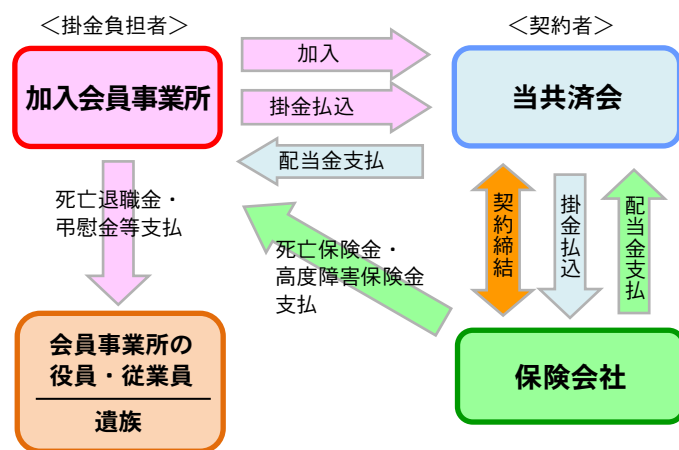 ＜掛金負担者＞
＜契約者＞
加入会員事業所
加入
掛金払込
配当金支払
当共済会
死亡退職金・
弔慰金等支払
死亡保険金・
高度障害保険金
支払
契約締結
掛金払込
配当金支払
会員事業所の
役員・従業員
遺族
保険会社